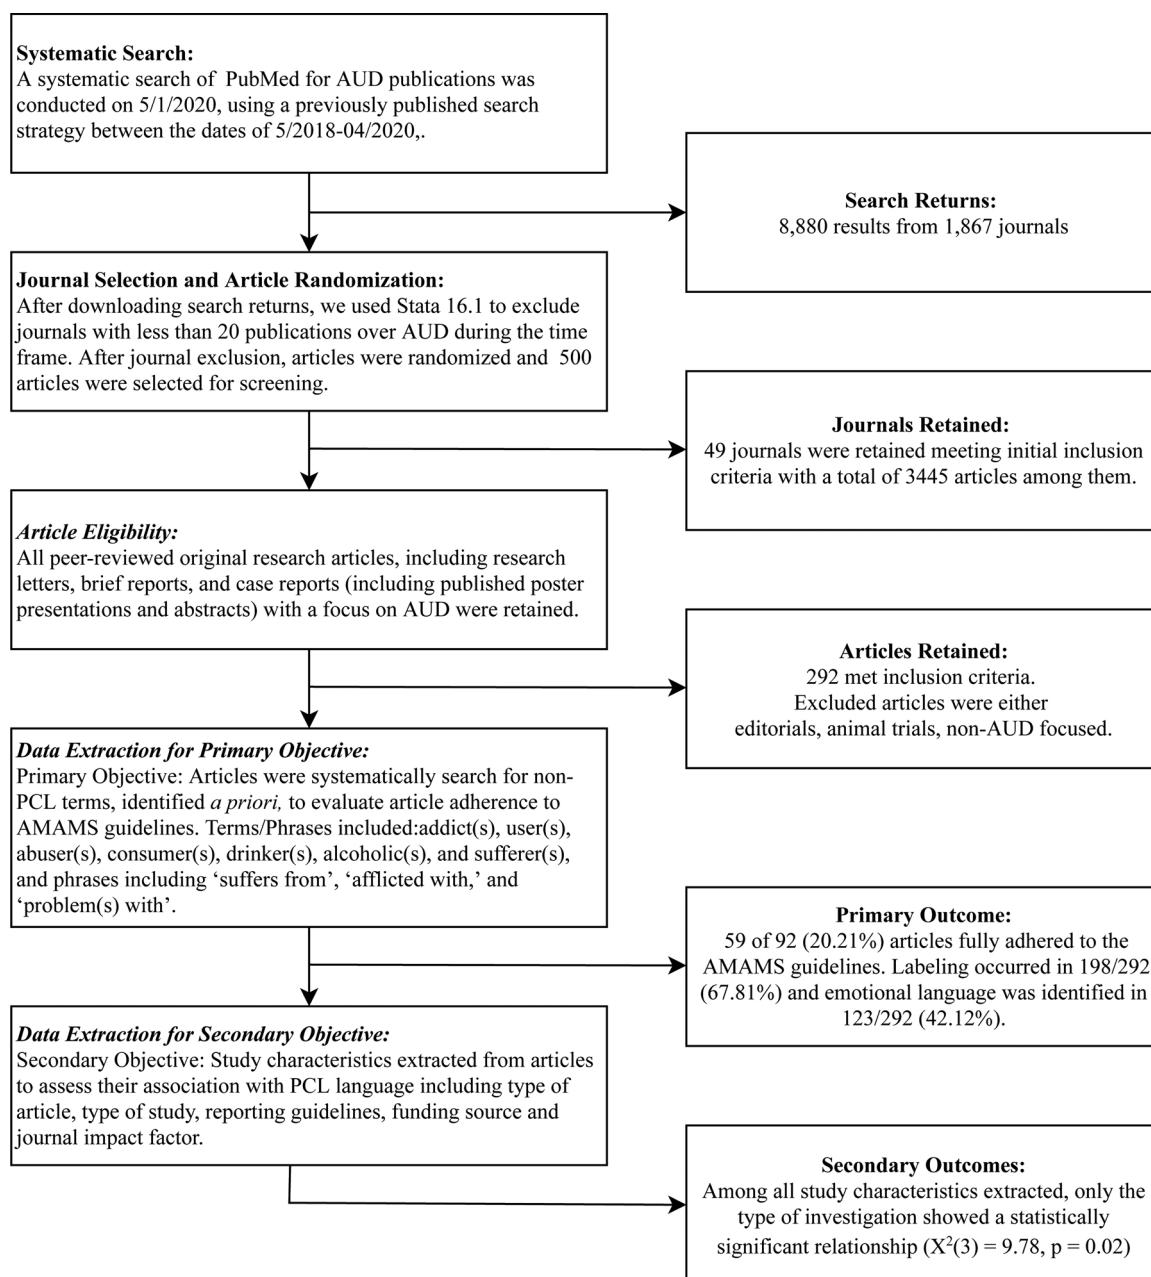 Systematic Search:
A systematic search of  PubMed for AUD publications was
conducted on 5/1/2020, using a previously published search
strategy between the dates of 5/2018-04/2020,.
Search Returns:
8,880 results from 1,867 journals
Journal Selection and Article Randomization:
After downloading search returns, we used Stata 16.1 to exclude
journals with less than 20 publications over AUD during the time
frame. After journal exclusion, articles were randomized and  500
articles were selected for screening.
Journals Retained:
49 journals were retained meeting initial inclusion
criteria with a total of 3445 articles among them.
Article Eligibility:
All peer-reviewed original research articles, including research
letters, brief reports, and case reports (including published poster
presentations and abstracts) with a focus on AUD were retained.
Articles Retained:
292 met inclusion criteria.
Excluded articles were either
editorials, animal trials, non-AUD focused.
Data Extraction for Primary Objective:
Primary Objective: Articles were systematically search for non-
PCL terms, identified a priori, to evaluate article adherence to
AMAMS guidelines. Terms/Phrases included:addict(s), user(s),
abuser(s), consumer(s), drinker(s), alcoholic(s), and sufferer(s),
and phrases including ‘suffers from’, ‘afflicted with,’ and
‘problem(s) with’.
Primary Outcome:
59 of 92 (20.21%) articles fully adhered to the
AMAMS guidelines. Labeling occurred in 198/292
(67.81%) and emotional language was identified in
123/292 (42.12%).
Data Extraction for Secondary Objective:
Secondary Objective: Study characteristics extracted from articles
to assess their association with PCL language including type of
article, type of study, reporting guidelines, funding source and
journal impact factor.
Secondary Outcomes:
Among all study characteristics extracted, only the
type of investigation showed a statistically
significant relationship (X²(3) = 9.78, p = 0.02)